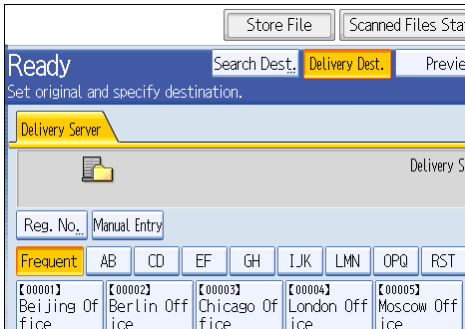 Store File Scanned Files Sta
Ready Search Dest. Delivery Dest. Previe
Set original and specify destination.
Delivery Server
Delivery S
Reg. No. Manual Entry
Frequent AB CD EF GH IJK LMN OPQ RST
【00001】 【00002】 【00003】 【00004】 【00005】
Beijing Of Berlin Off Chicago Of London Off Moscow Off
fice ice fice ice ice